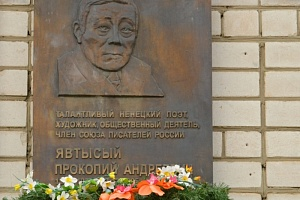 ТАЛАНТЛИВЫЙ НЕНЕЦКИЙ ПОЭТ,
ХУДОЖНИК, ОБЩЕСТВЕННЫЙ ДЕЯТЕЛЬ,
ЧЛЕН СОЮЗА ПИСАТЕЛЕЙ РОССИИ
ЯВТЫСЫЙ
ПРОКОПИЙ